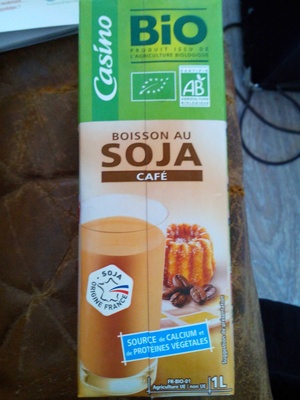 Casino
BiO
PRODUIT ISSU DE
L'AGRICULTURE BIOLOGIQUE
CERTIFIÉ
AB
AGRICULTURE
BIOLOGIQUE
BOISSON AU
SOJA
CAFÉ
SOJA
ORIGINE FRANCE
SOURCE de CALCIUM et
de PROTÉINES VÉGÉTALES
FR-BIO-01
Agriculture UE / non UE
1L